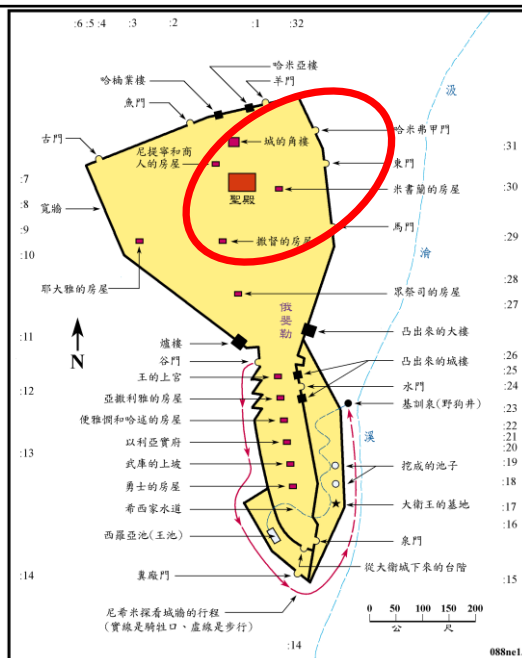 :6 :5 :4 :3 :2 :1 :32
哈米亞樓
羊門
哈楠業樓
魚門
古門
城的角樓
尼提寧和商
人的房屋
聖殿
哈米弗甲門
東門
米書蘭的房屋
撒督的房屋
馬門
寬牆
耶大雅的房屋
眾祭司的房屋
俄斐勒
汲
淪
溪
:7
:8
:9
:10
:11
:12
:13
:14
:31
:30
:29
:28
:27
:26
:25
:24
:23
:22
:21
:20
:19
:18
:17
:16
:15
:14
N
爐樓
谷門
王的上宮
亞撒利雅的房屋
便雅憫和哈述的房屋
以利亞實府
武庫的上坡
勇士的房屋
希西家水道
西羅亞池(王池)
糞廠門
凸出來的大樓
凸出來的城樓
水門
基訓泉(野狗井)
挖成的池子
大衛王的墓地
泉門
從大衛城下來的台階
尼希米探看城牆的行程
(實線是騎牲口、虛線是步行)
0 50 100 150 200
公 尺
088ne1